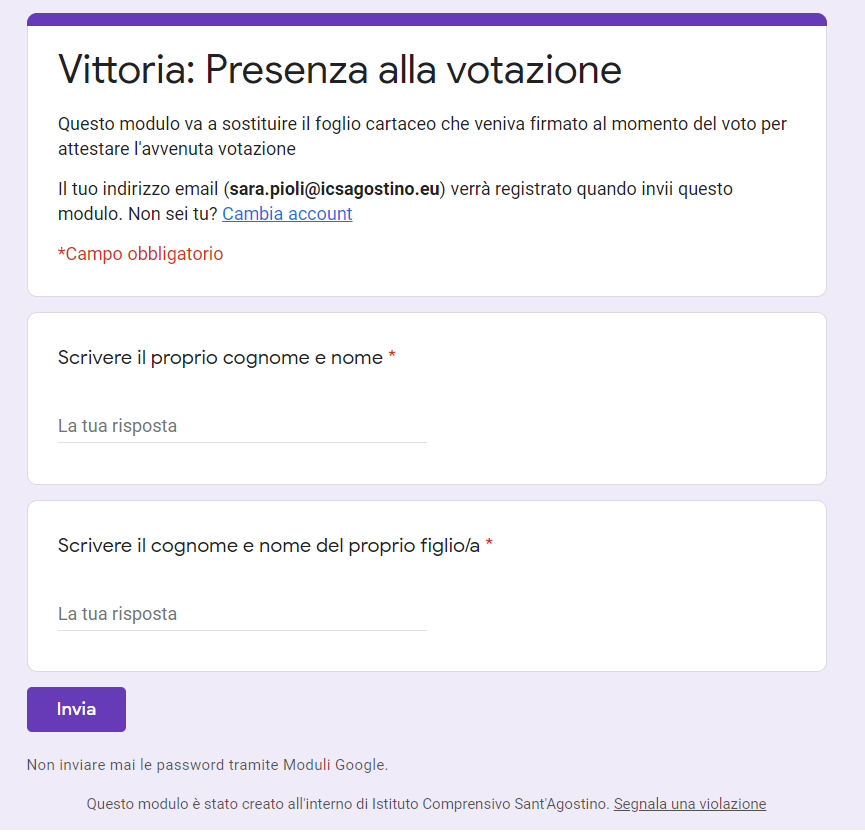 Vittoria: Presenza alla votazione
Questo modulo va a sostituire il foglio cartaceo che veniva firmato al momento del voto per
attestare l'avvenuta votazione
Il tuo indirizzo email (sara.pioli@icsagostino.eu) verrà registrato quando invii questo
modulo. Non sei tu? Cambia account
*Campo obbligatorio
Scrivere il proprio cognome e nome *
La tua risposta
Scrivere il cognome e nome del proprio figlio/a *
La tua risposta
Invia
Non inviare mai le password tramite Moduli Google.
Questo modulo è stato creato all'interno di Istituto Comprensivo Sant'Agostino. Segnala una violazione